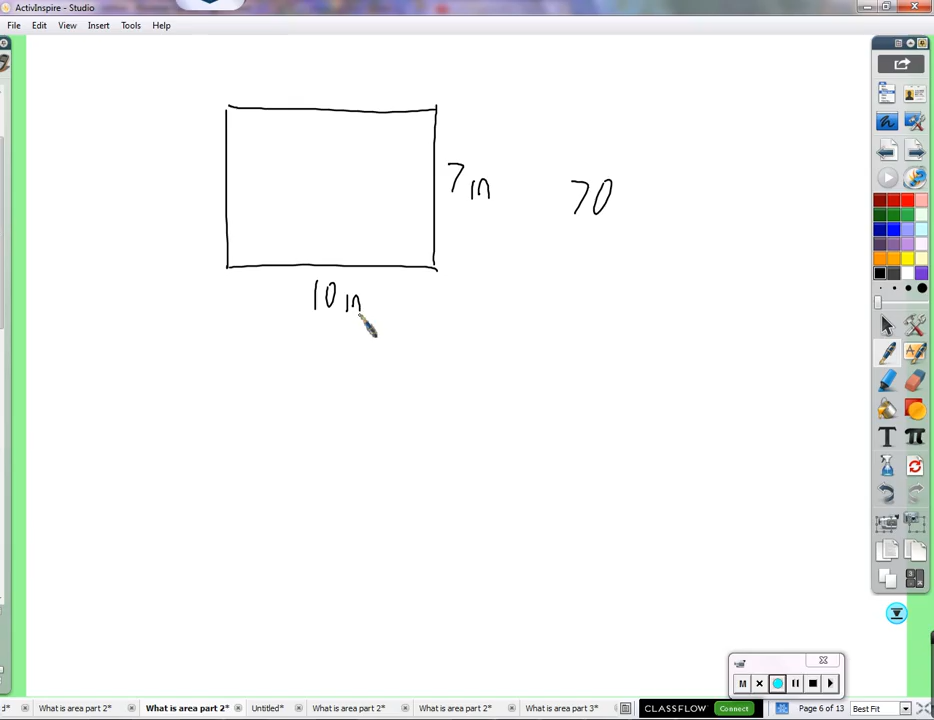 ActivInspire - Studio
File Edit View Insert Tools Help
7 in
70
10 in
M
d* What is area part 2* What is area part 2* Untitled* What is area part 2* What is area part 2* What is area part 3* CLASSFLOW Connect Page 6 of 13 Best Fit